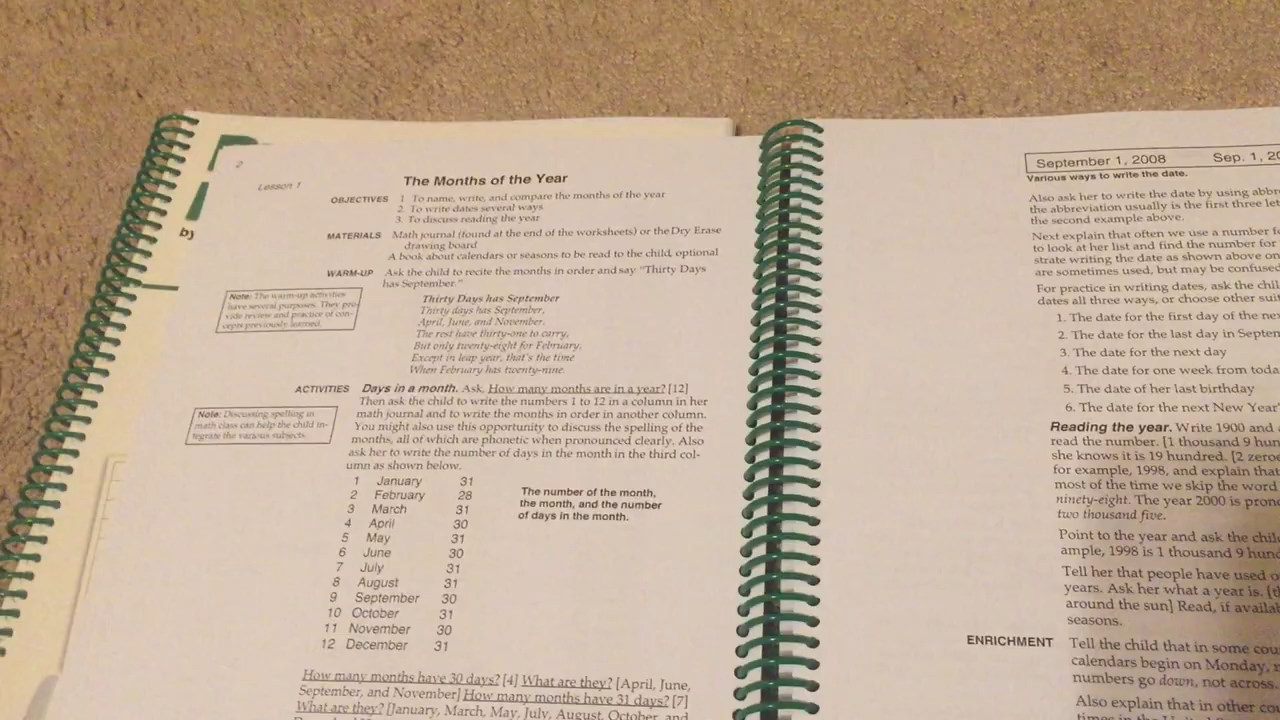 by
2
Lesson 1
The Months of the Year
OBJECTIVES 1 To name, write, and compare the months of the year
2. To write dates several ways
3. To discuss reading the year
MATERIALS Math journal (found at the end of the worksheets) or the Dry Erase
drawing board
A book about calendars or seasons to be read to the child, optional
WARM-UP Ask the child to recite the months in order and say "Thirty Days
has September."
Note: The warm-up activities
have several purposes. They pro-
vide review and practice of con-
cepts previously learned.
Thirty Days has September
Thirty days has September,
April, June, and November.
The rest have thirty-one to carry,
But only twenty-eight for February,
Except in leap year, that's the time
When February has twenty-nine.
ACTIVITIES Days in a month. Ask, How many months are in a year? [12]
Then ask the child to write the numbers 1 to 12 in a column in her
math journal and to write the months in order in another column.
You might also use this opportunity to discuss the spelling of the
months, all of which are phonetic when pronounced clearly. Also
ask her to write the number of days in the month in the third col-
umn as shown below.
Note: Discussing spelling in
math class can help the child in-
tegrate the various subjects.
1 January 31
2 February 28
3 March 31
4 April 30
5 May 31
6 June 30
7 July 31
8 August 31
9 September 30
10 October 31
11 November 30
12 December 31
The number of the month,
the month, and the number
of days in the month.
How many months have 30 days? [4] What are they? [April, June,
September, and November] How many months have 31 days? [7]
What are they? [January, March, May, July, August, October, and
September 1, 2008 Sep. 1, 20
Various ways to write the date.
Also ask her to write the date by using abbr
the abbreviation usually is the first three let
the second example above.
Next explain that often we use a number f
to look at her list and find the number for
strate writing the date as shown above on
are sometimes used, but may be confused
For practice in writing dates, ask the chil
dates all three ways, or choose other sui
1. The date for the first day of the ne
2. The date for the last day in Septem
3. The date for the next day
4. The date for one week from toda
5. The date of her last birthday
6. The date for the next New Year
Reading the year. Write 1900 and
read the number. [1 thousand 9 hun
she knows it is 19 hundred. [2 zeroe
for example, 1998, and explain that
most of the time we skip the word
ninety-eight. The year 2000 is pron
two thousand five.
Point to the year and ask the chil
ample, 1998 is 1 thousand 9 hund
Tell her that people have used
years. Ask her what a year is. [t
around the sun] Read, if availab
seasons.
ENRICHMENT Tell the child that in some cou
calendars begin on Monday,
numbers go down, not across.
Also explain that in other co